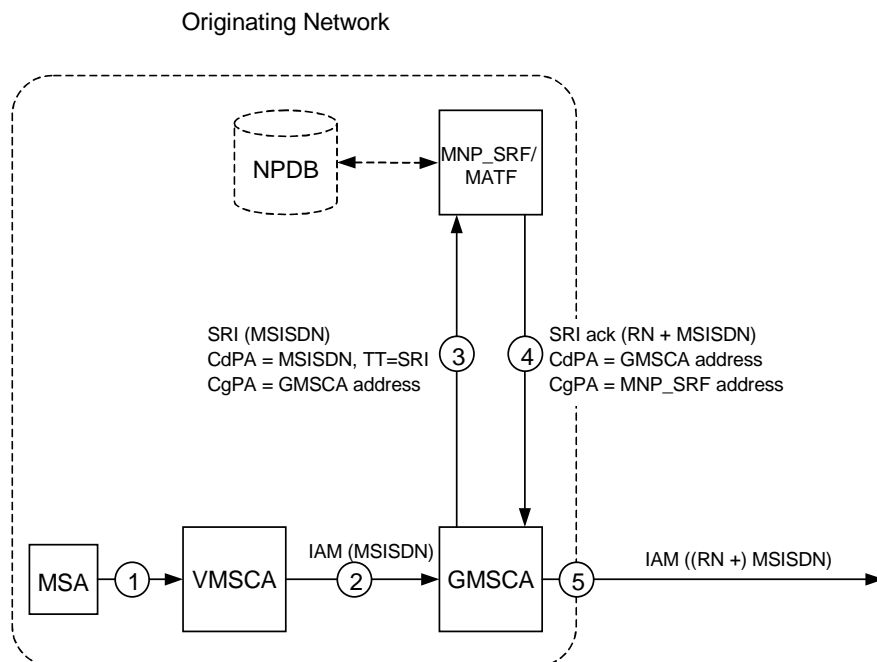 Originating Network
NPDB
MNP_SRF/
MATF
SRI (MSISDN)
CdPA = MSISDN, TT=SRI
CgPA = GMSCA address
3
4
SRI ack (RN + MSISDN)
CdPA = GMSCA address
CgPA = MNP_SRF address
MSA
1
VMSCA
IAM (MSISDN)
2
GMSCA
5
IAM ((RN +) MSISDN)